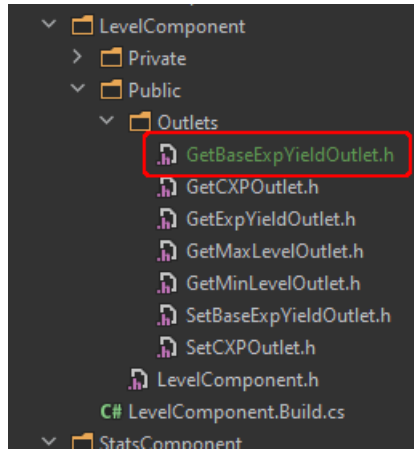 LevelComponent
Private
Public
Outlets
.h GetBaseExpYieldOutlet.h
.h GetCXPOutlet.h
.h GetExpYieldOutlet.h
.h GetMaxLevelOutlet.h
.h GetMinLevelOutlet.h
.h SetBaseExpYieldOutlet.h
.h SetCXPOutlet.h
.h LevelComponent.h
C# LevelComponent.Build.cs
StatsComponent